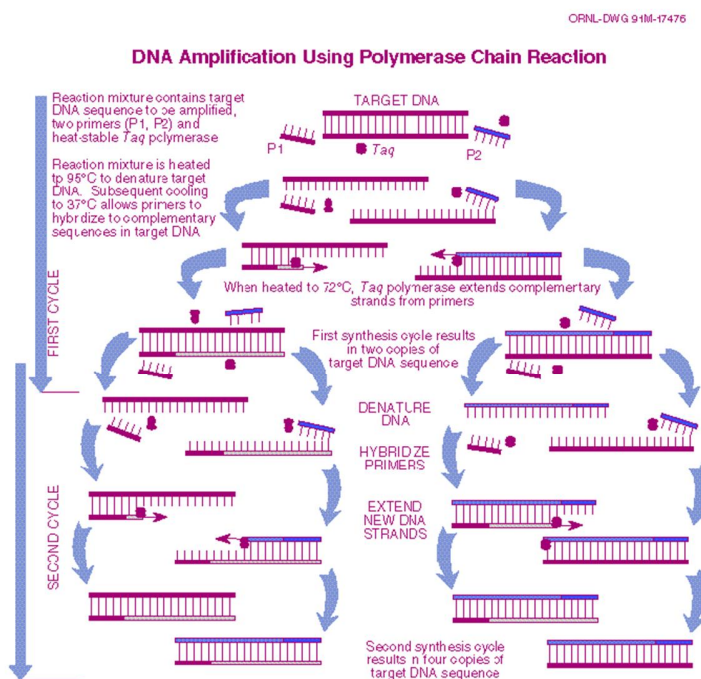 ORNL-DWG 91M-17476
DNA Amplification Using Polymerase Chain Reaction
Reaction mixture contains target
DNA sequence to be amplified,
two primers (P1, P2) and
heat-stable Taq polymerase
TARGET DNA
P1
Taq
P2
Reaction mixture is heated
tp 95°C to denature target
DNA. Subsequent cooling
to 37°C allows primers to
hybridize to complementary
sequences in target DNA
When heated to 72°C, Taq polymerase extends complementary
strands from primers
FIRST CYCLE
First synthesis cycle results
in two copies of
target DNA sequence
DENATURE
DNA
HYBRIDIZE
PRIMERS
SECOND CYCLE
EXTEND
NEW DNA
STRANDS
Second synthesis cycle
results in four copies of
target DNA sequence